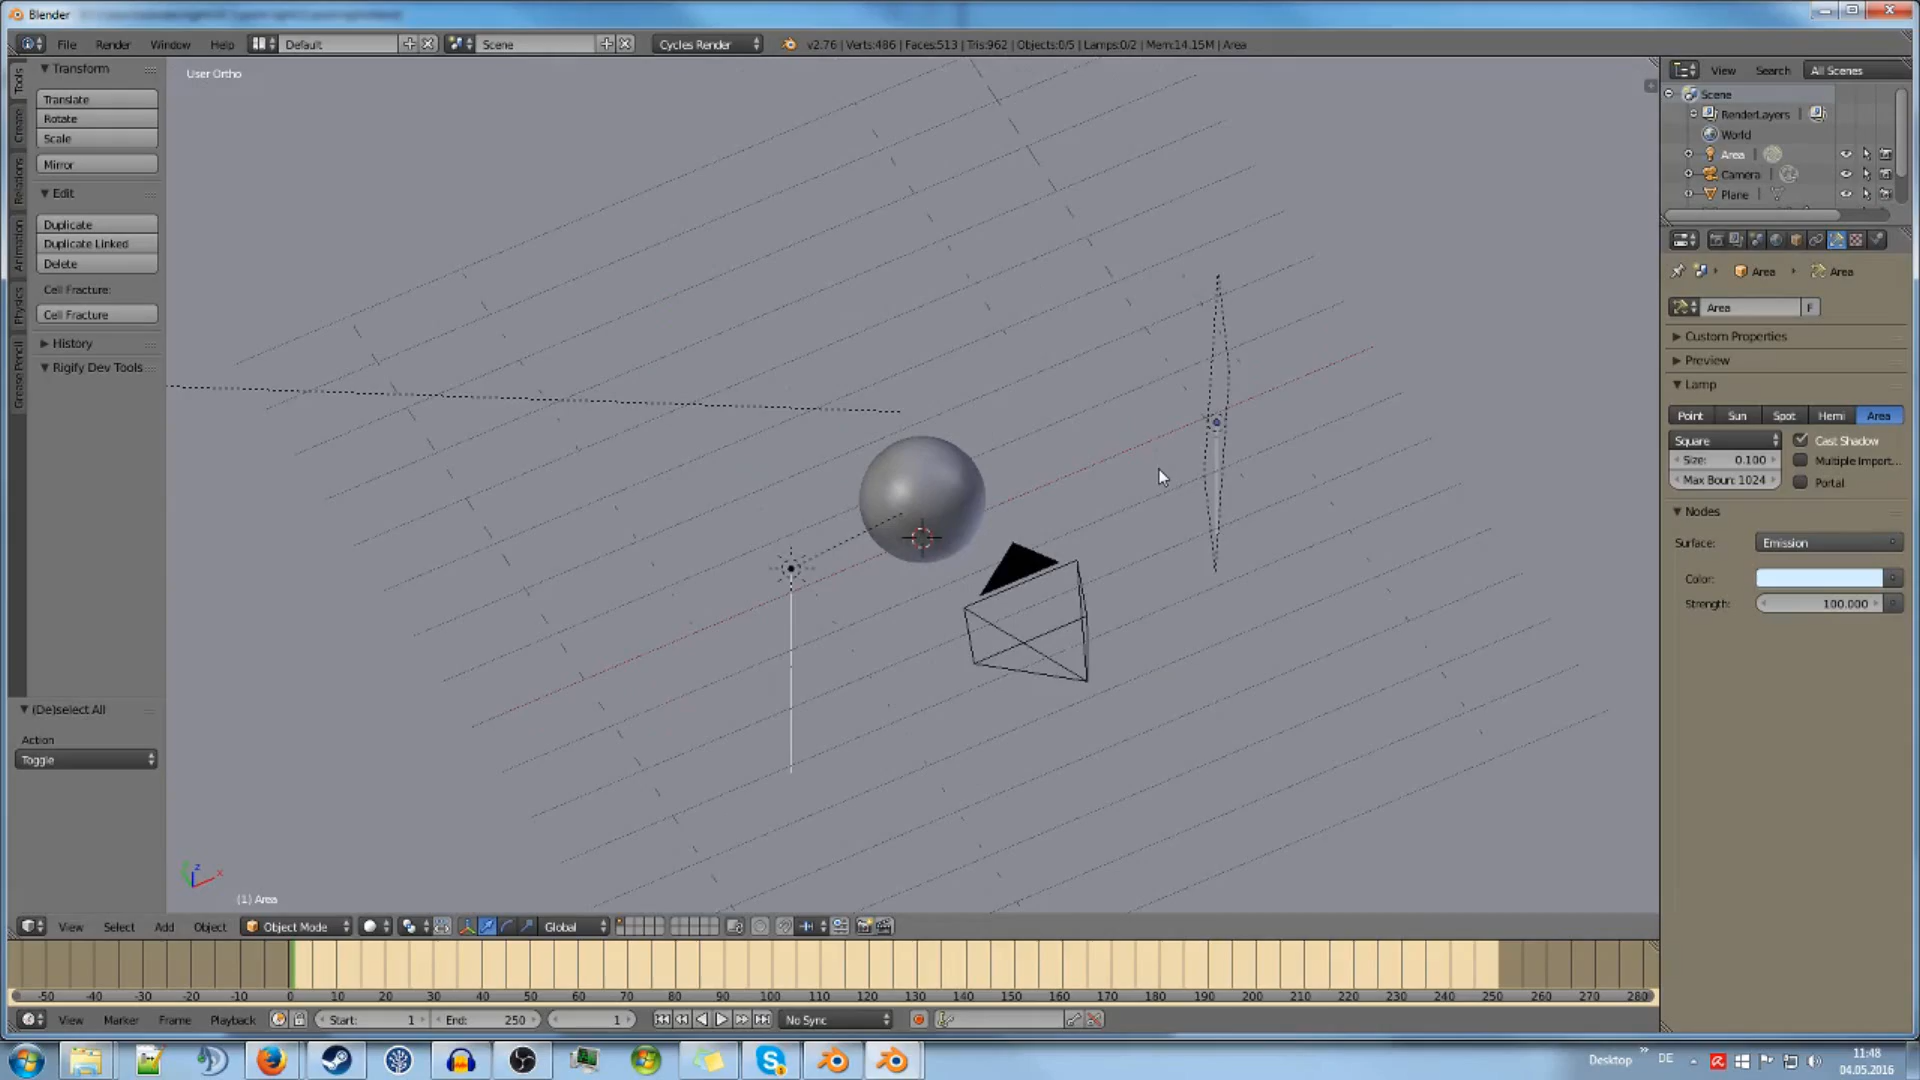 Blender
File Render Window Help Default Scene Cycles Render v2.76 | Verts:486 | Faces:513 | Tris:962 | Objects:0/5 | Lamps:0/2 | Mem:14.15M | Area
Tools
Create
Relations
Animation
Physics
Grease Pencil
Transform
Translate
Rotate
Scale
Mirror
Edit
Duplicate
Duplicate Linked
Delete
Cell Fracture:
Cell Fracture
History
Rigify Dev Tools
(De)select All
Action
Toggle
User Ortho
z
x
(1) Area
View Search All Scenes
Scene
RenderLayers |
World
Area |
Camera |
Plane |
Area Area
Area F
Custom Properties
Preview
Lamp
Point Sun Spot Hemi Area
Square Cast Shadow
Size: 0.100 Multiple Import...
Max Boun: 1024 Portal
Nodes
Surface: Emission
Color:
Strength: 100.000
View Select Add Object Object Mode Global
-50 -40 -30 -20 -10 0 10 20 30 40 50 60 70 80 90 100 110 120 130 140 150 160 170 180 190 200 210 220 230 240 250 260 270 280
View Marker Frame Playback Start: 1 End: 250 1 No Sync
Desktop » DE 11:48
04.05.2016